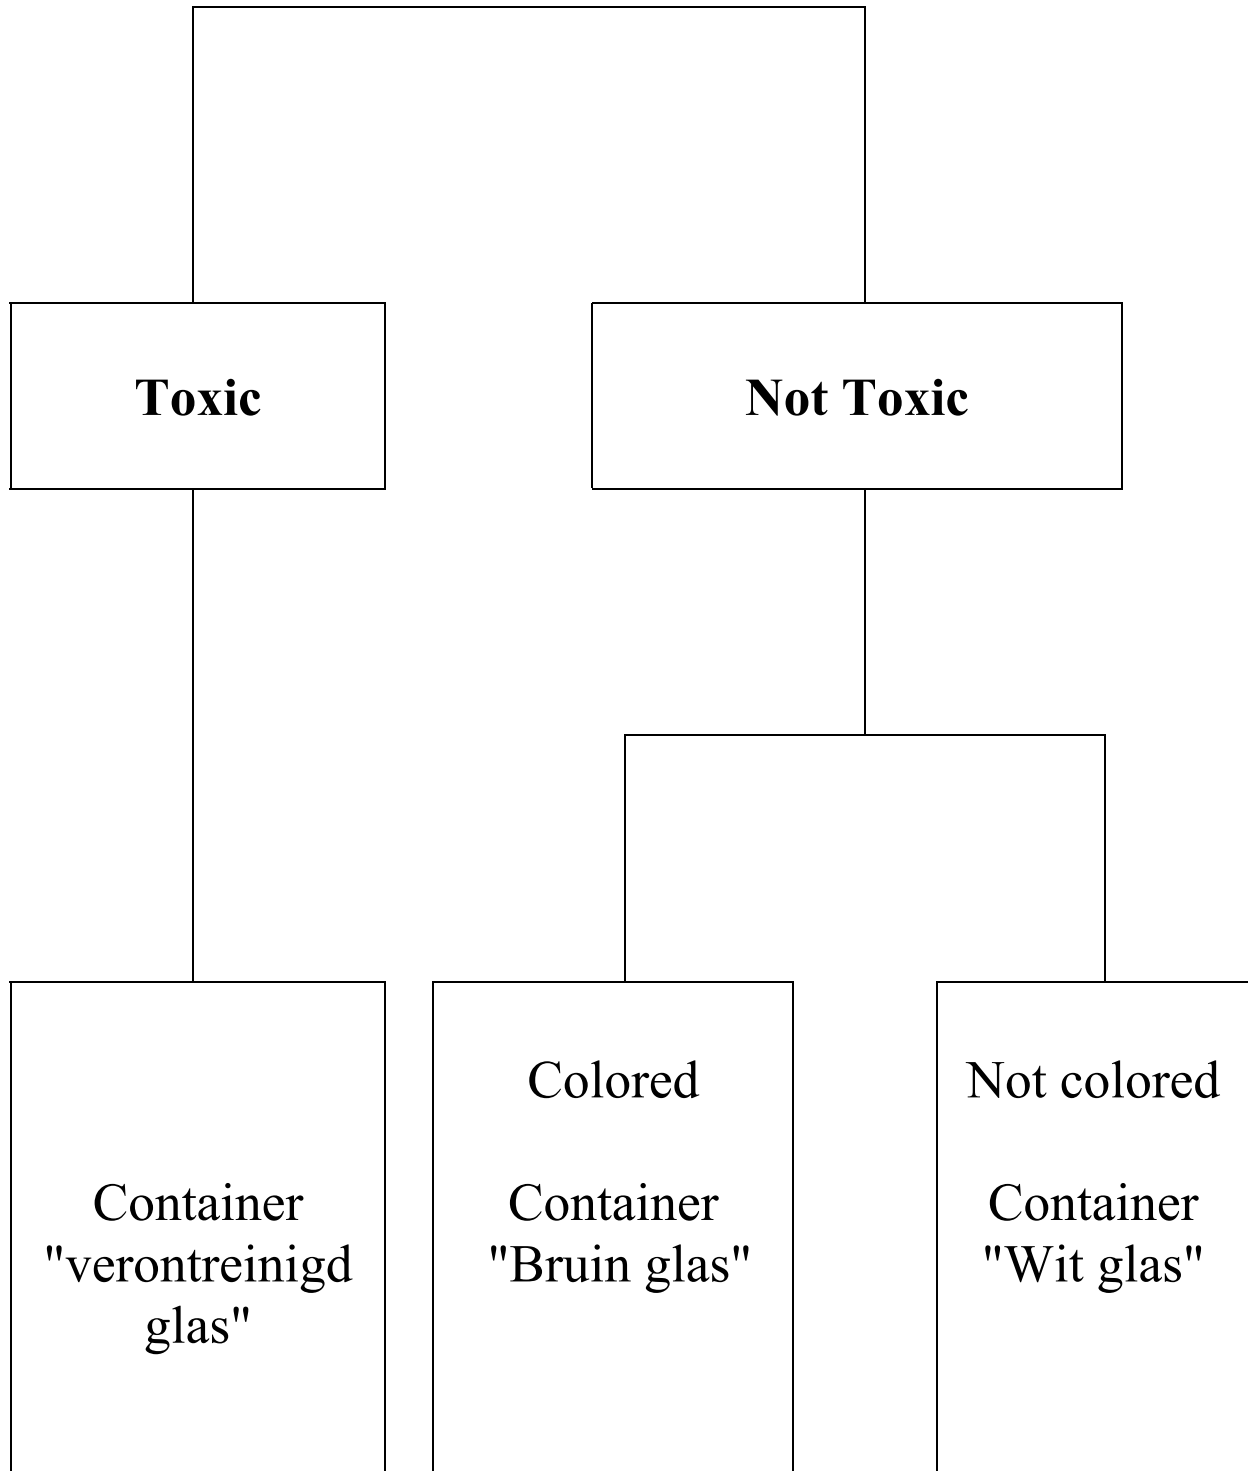 Toxic
Not Toxic
Container
"verontreinigd
glas"
Colored
Container
"Bruin glas"
Not colored
Container
"Wit glas"